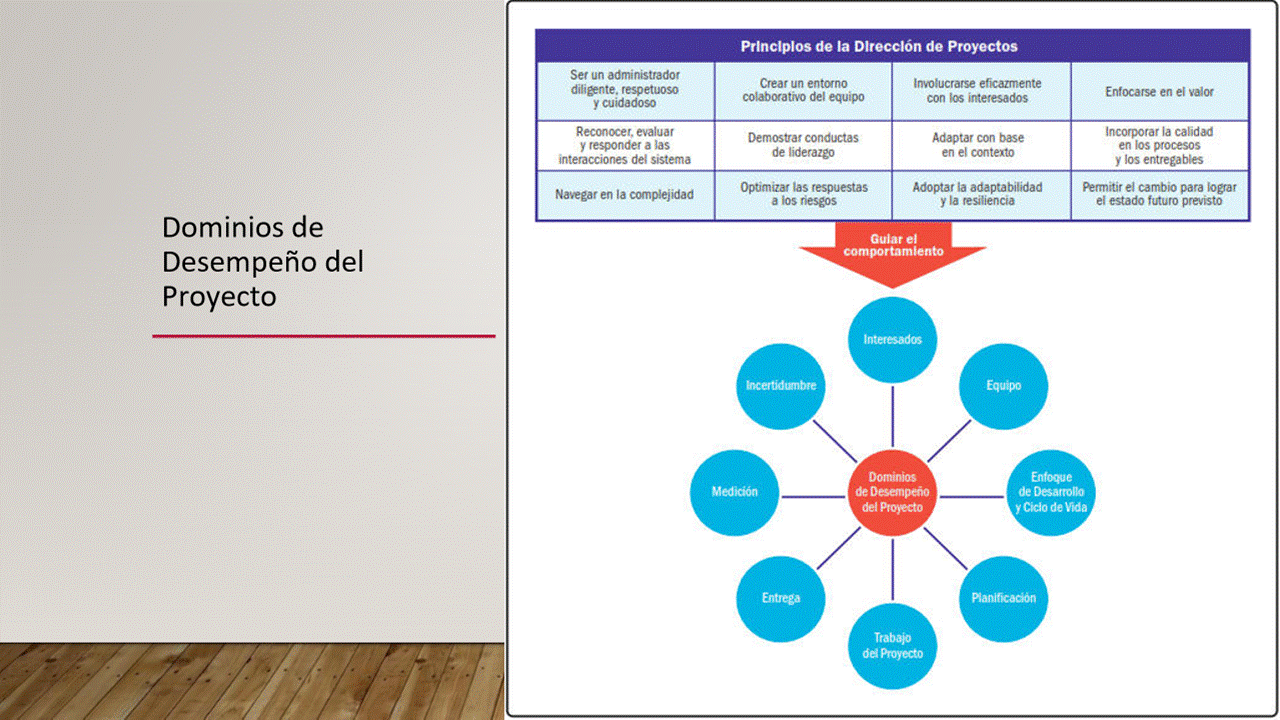 Dominios de
Desempeño del
Proyecto
Principios de la Dirección de Proyectos
Ser un administrador
diligente, respetuoso
y cuidadoso
Crear un entorno
colaborativo del equipo
Involucrarse eficazmente
con los interesados
Enfocarse en el valor
Reconocer, evaluar
y responder a las
interacciones del sistema
Demostrar conductas
de liderazgo
Adaptar con base
en el contexto
Incorporar la calidad
en los procesos
y los entregables
Navegar en la complejidad
Optimizar las respuestas
a los riesgos
Adoptar la adaptabilidad
y la resiliencia
Permitir el cambio para lograr
el estado futuro previsto
Guiar el
comportamiento
Interesados
Incertidumbre
Equipo
Medición
Dominios
de Desempeño
del Proyecto
Enfoque
de Desarrollo
y Ciclo de Vida
Entrega
Planificación
Trabajo
del Proyecto